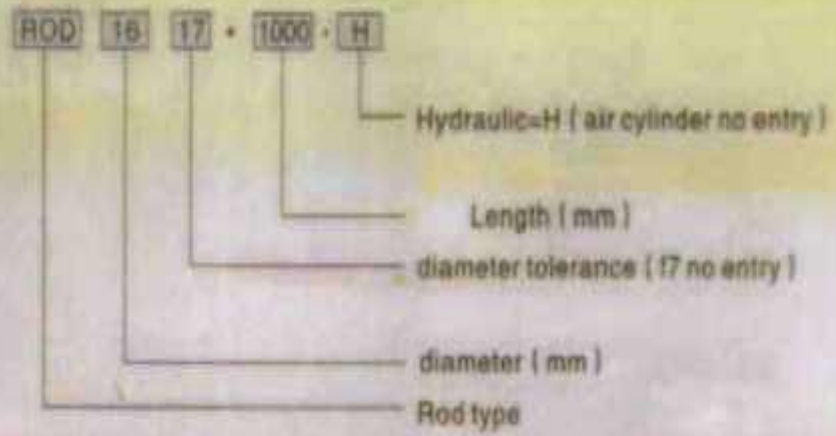 ROD 16 17 • 1000 · H
Hydraulic=H ( air cylinder no entry )
Length ( mm )
diameter tolerance ( f7 no entry )
diameter ( mm )
Rod type